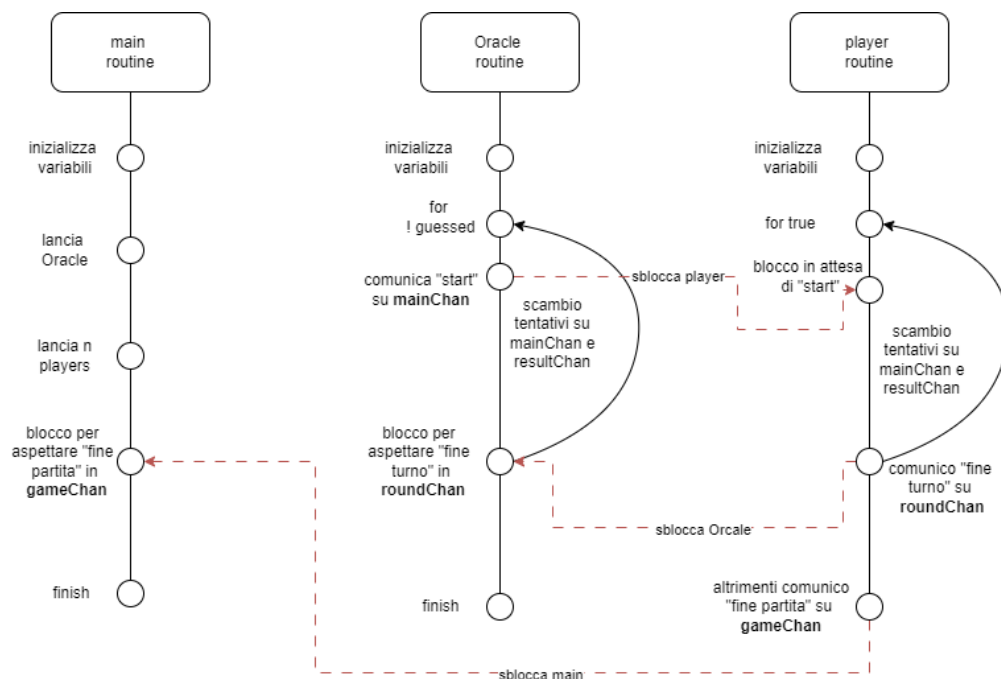 main
routine
inizializza
variabili
lancia
Oracle
lancia n
players
blocco per
aspettare "fine
partita" in
gameChan
finish
Oracle
routine
inizializza
variabili
for
! guessed
comunica "start"
su mainChan
scambio
tentativi su
mainChan e
resultChan
blocco per
aspettare "fine
turno" in
roundChan
finish
sblocca player
sblocca Orcale
sblocca main
player
routine
inizializza
variabili
for true
blocco in attesa
di "start"
scambio
tentativi su
mainChan e
resultChan
comunico "fine
turno" su
roundChan
altrimenti comunico
"fine partita" su
gameChan